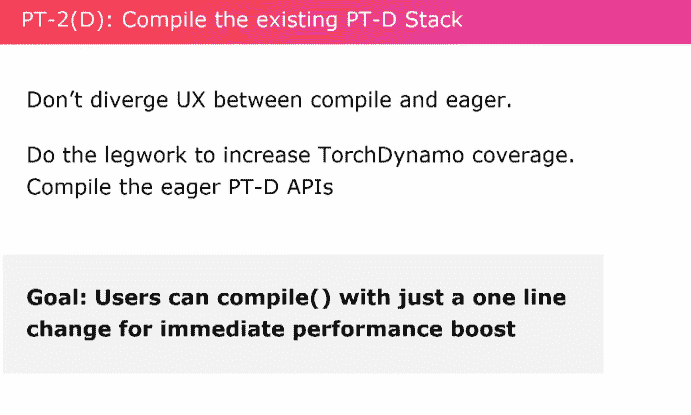 PT-2(D): Compile the existing PT-D Stack
Don’t diverge UX between compile and eager.
Do the legwork to increase TorchDynamo coverage.
Compile the eager PT-D APIs
Goal: Users can compile() with just a one line
change for immediate performance boost